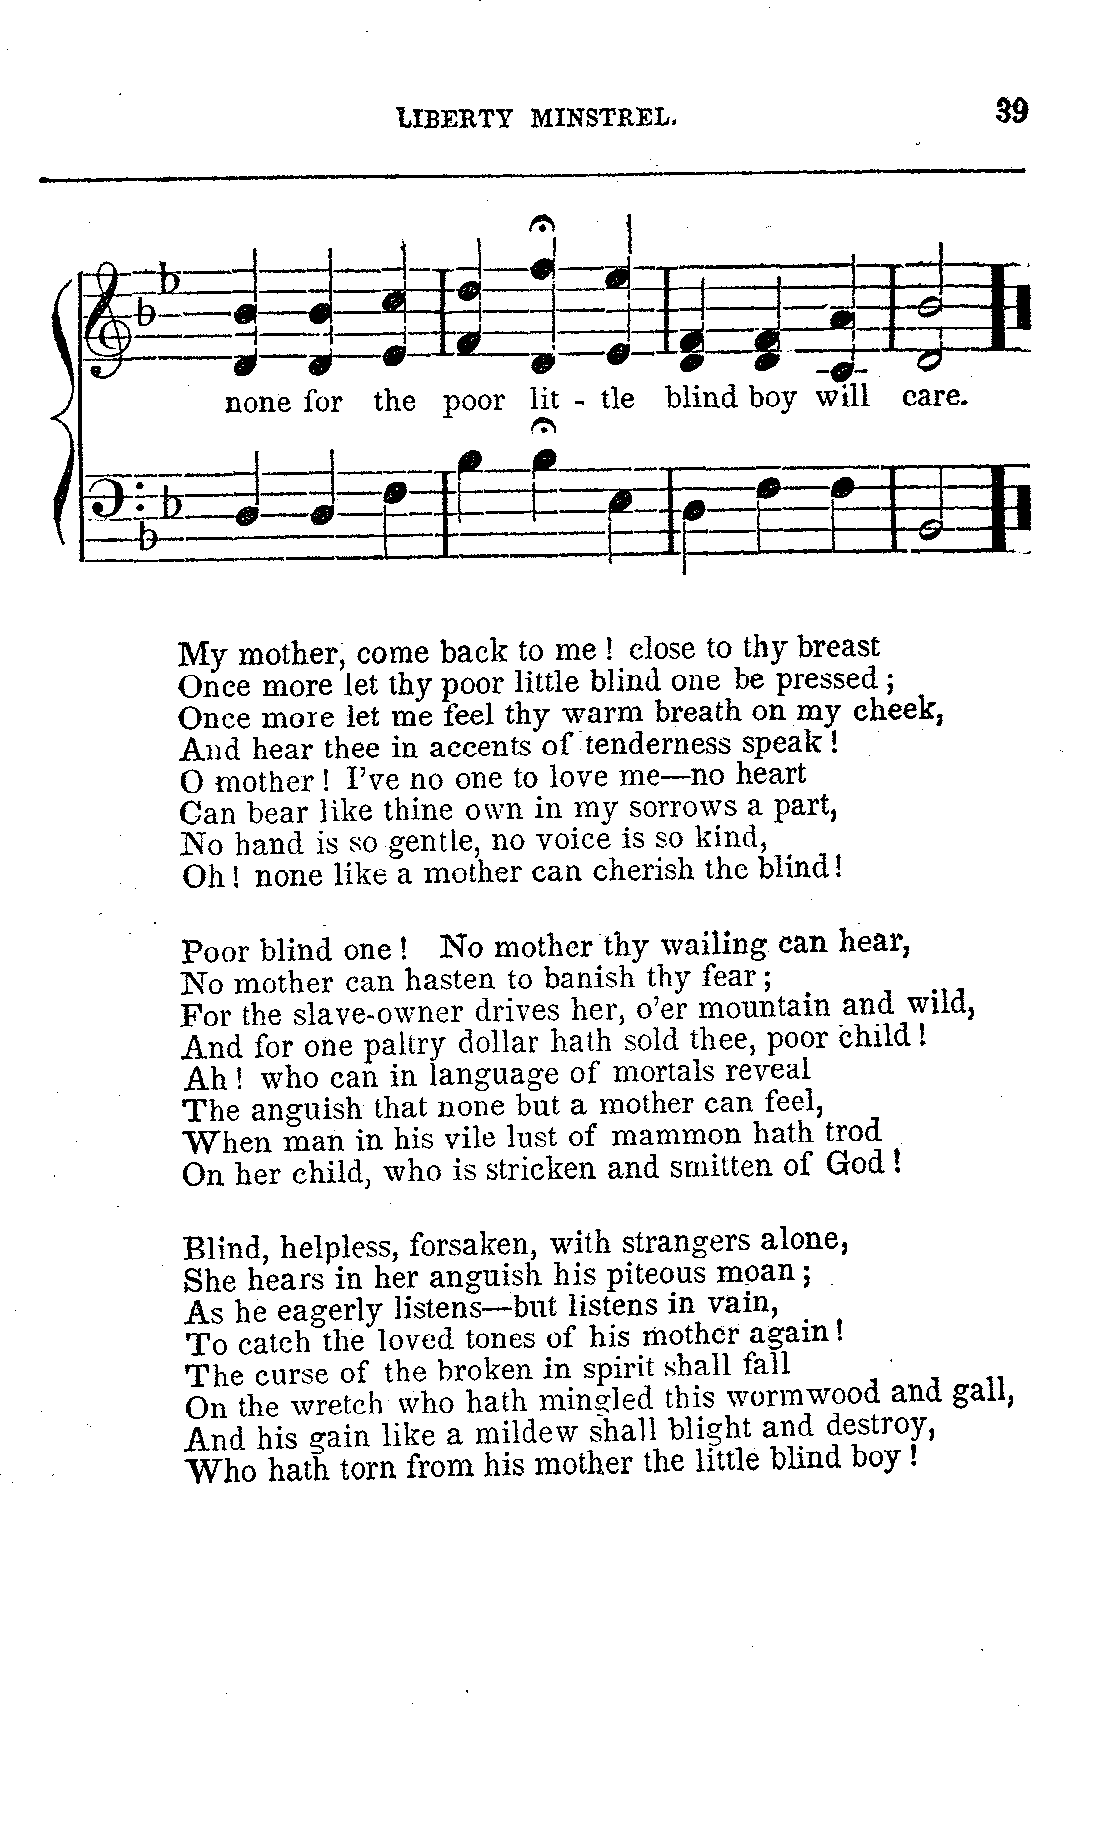 LIBERTY MINSTREL. 39
none for the poor lit - tle blind boy will care.
My mother, come back to me ! close to thy breast
Once more let thy poor little blind one be pressed ;
Once more let me feel thy warm breath on my cheek,
And hear thee in accents of tenderness speak !
O mother ! I've no one to love me—no heart
Can bear like thine own in my sorrows a part,
No hand is so gentle, no voice is so kind,
Oh ! none like a mother can cherish the blind !
Poor blind one ! No mother thy wailing can hear,
No mother can hasten to banish thy fear ;
For the slave-owner drives her, o'er mountain and wild,
And for one paltry dollar hath sold thee, poor child !
Ah ! who can in language of mortals reveal
The anguish that none but a mother can feel,
When man in his vile lust of mammon hath trod
On her child, who is stricken and smitten of God !
Blind, helpless, forsaken, with strangers alone,
She hears in her anguish his piteous moan ;
As he eagerly listens—but listens in vain,
To catch the loved tones of his mother again !
The curse of the broken in spirit shall fall
On the wretch who hath mingled this wormwood and gall,
And his gain like a mildew shall blight and destroy,
Who hath torn from his mother the little blind boy !